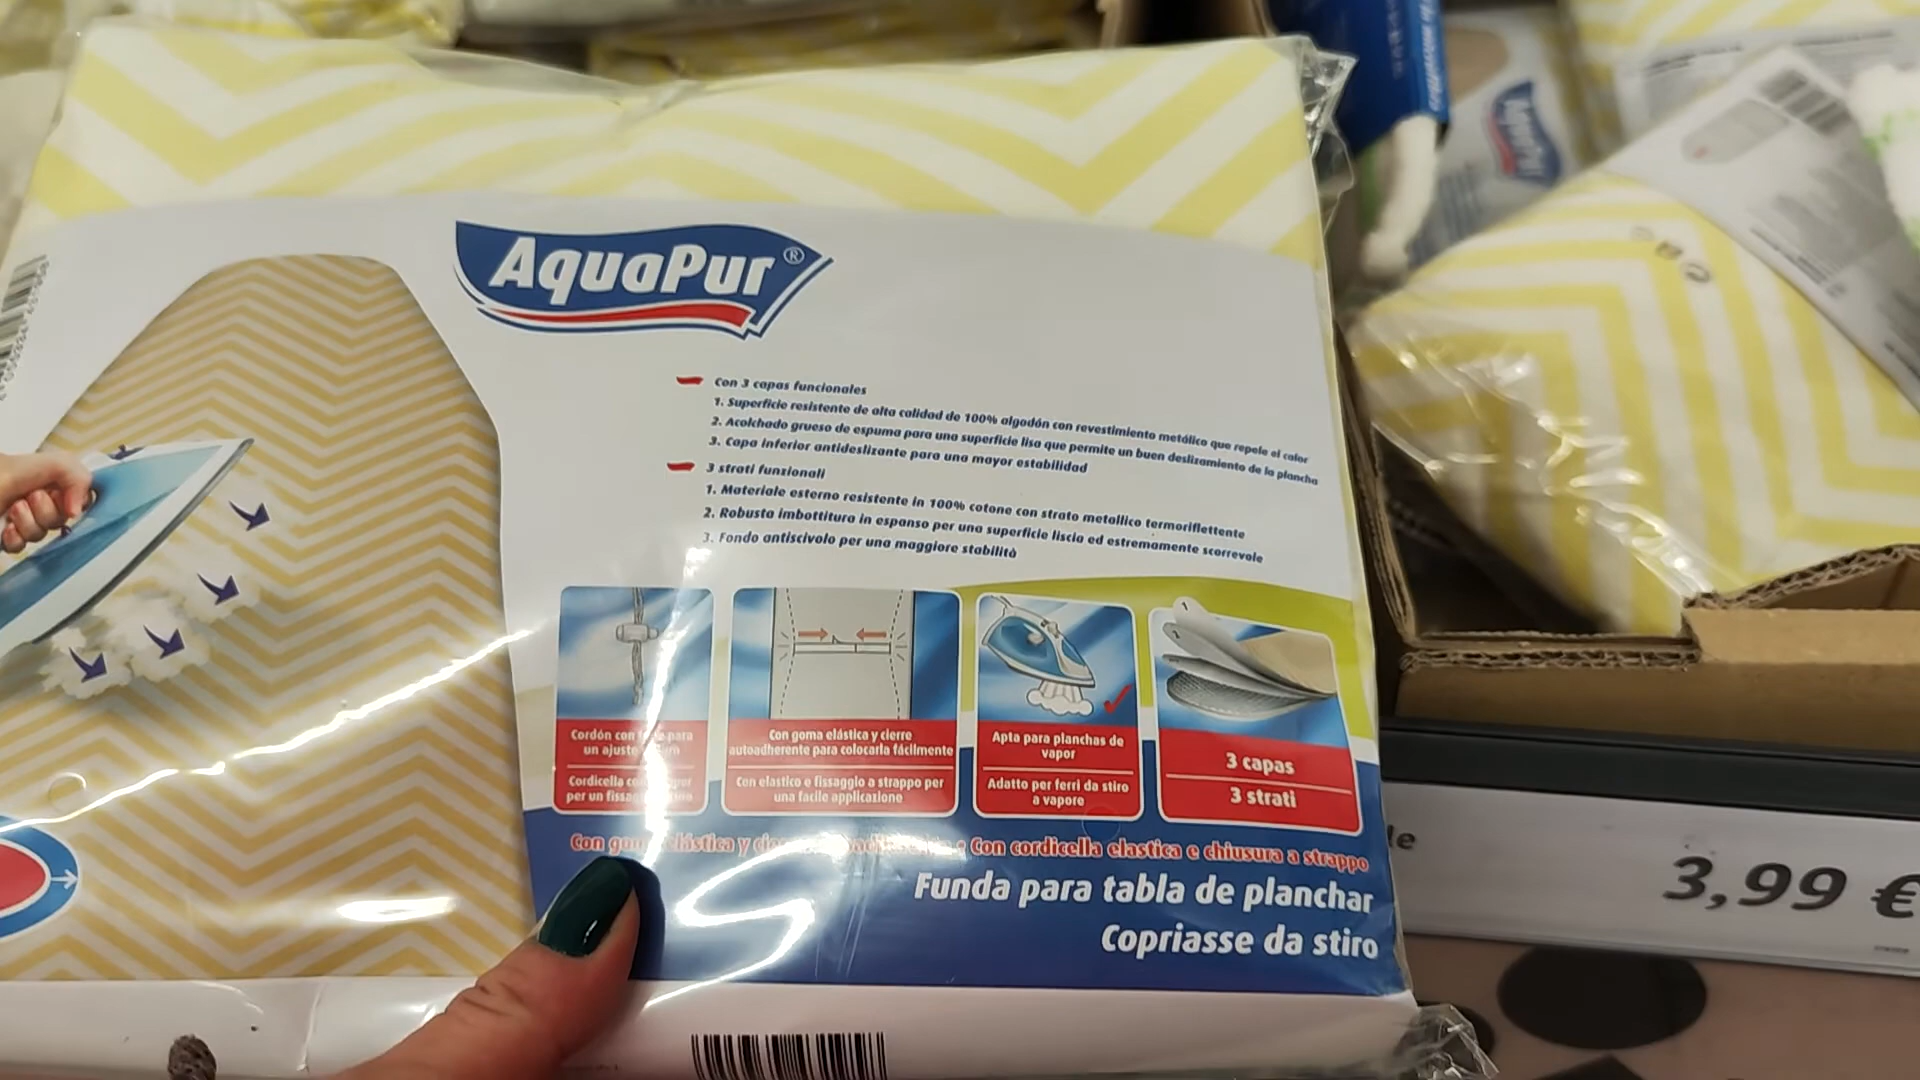 AquaPur®
Con 3 capas funcionales
1. Superficie resistente de alta calidad de 100% algodón con revestimiento metálico que repele el calor
2. Acolchado grueso de espuma para una superficie lisa que permite un buen deslizamiento de la plancha
3. Capa inferior antideslizante para una mayor estabilidad
3 strati funzionali
1. Materiale esterno resistente in 100% cotone con strato metallico termoriflettente
2. Robusta imbottitura in espanso per una superficie liscia ed estremamente scorrevole
3. Fondo antiscivolo per una maggiore stabilità
Cordón con para
un ajuste
Cordicella
per un
Con goma elástica y cierre
autoadherente para colocarla fácilmente
Con elastico e fissaggio a strappo per
una facile applicazione
Apta para planchas de
vapor
Adatto per ferri da stiro
a vapore
1
2
3 capas
3 strati
Con elástica y
• Con cordicella elastica e chiusura a strappo
Funda para tabla de planchar
Copriasse da stiro
AquaPur
3,99 €